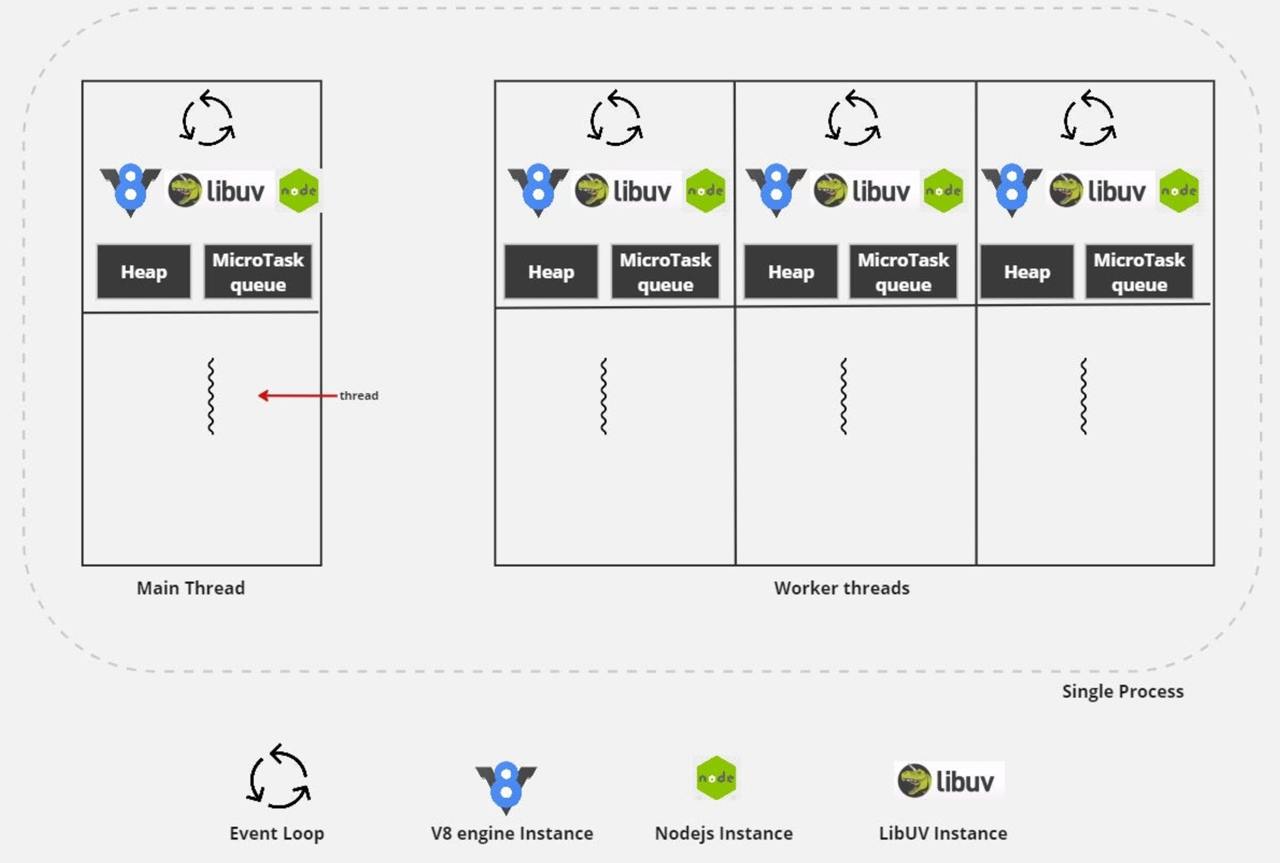 libuv node
libuv node
libuv node
libuv node
Heap
MicroTask
queue
Heap
MicroTask
queue
Heap
MicroTask
queue
Heap
MicroTask
queue
thread
Main Thread
Worker threads
Single Process
node
libuv
Event Loop
V8 engine Instance
Nodejs Instance
LibUV Instance